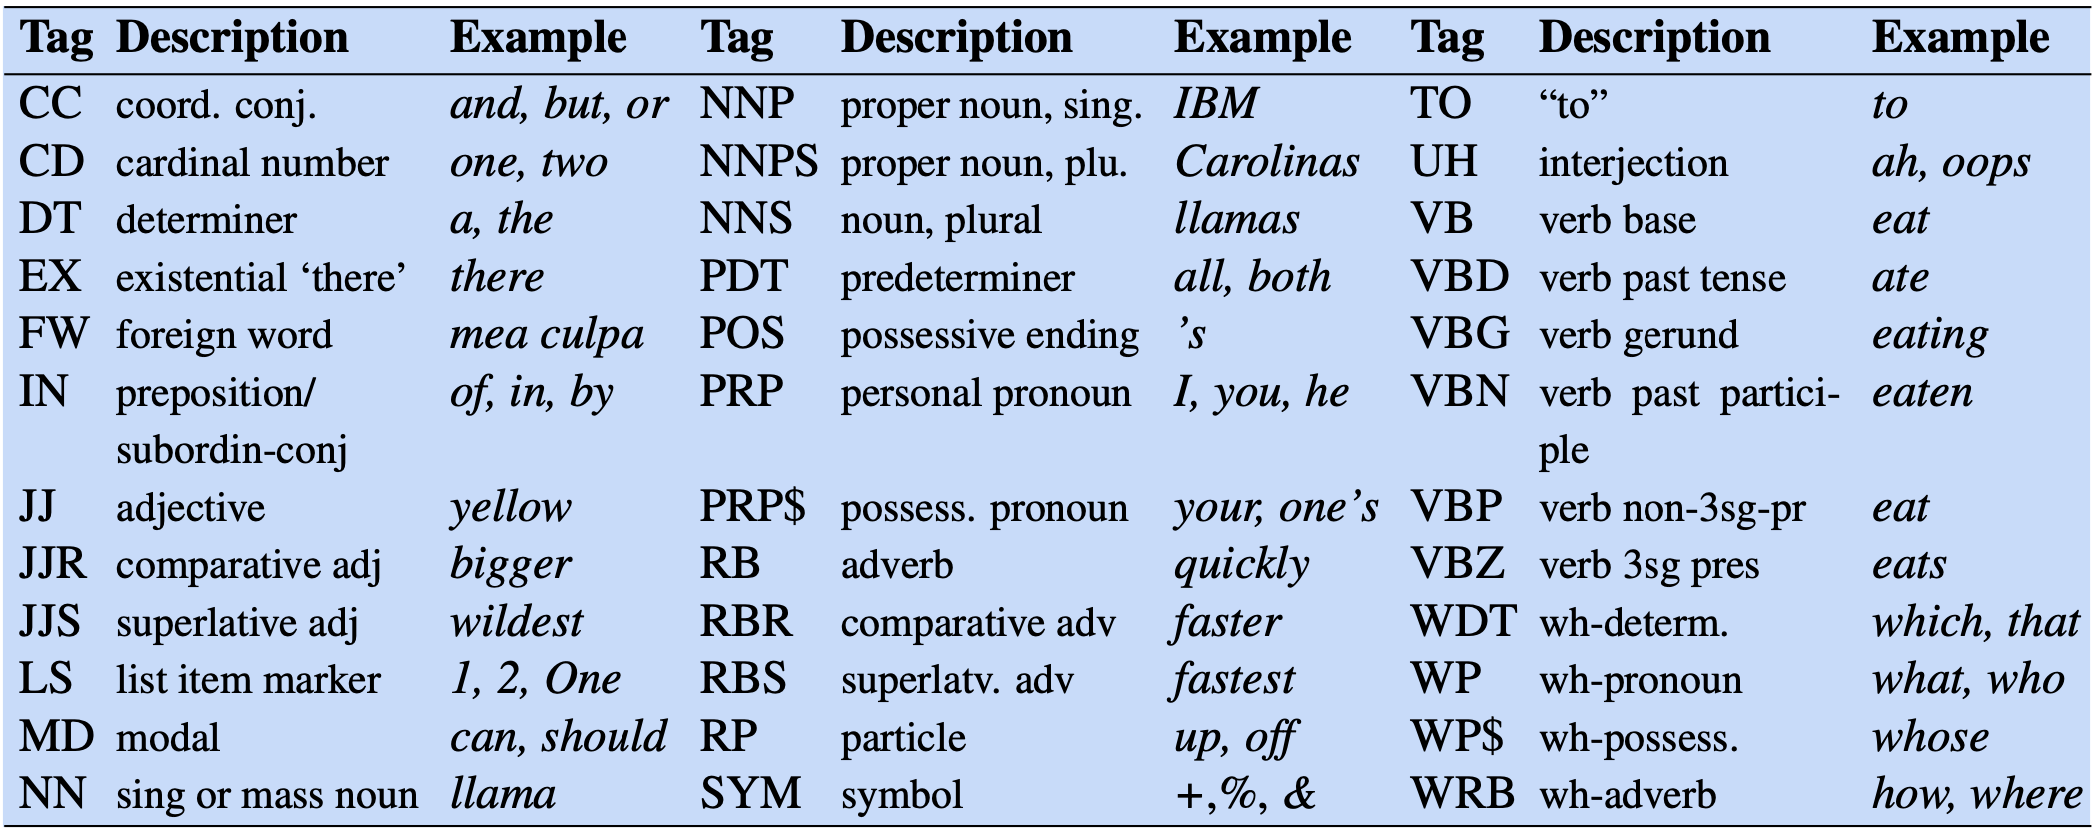 Tag Description Example Tag Description Example Tag Description Example
CC coord. conj. and, but, or NNP proper noun, sing. IBM TO “to” to
CD cardinal number one, two NNPS proper noun, plu. Carolinas UH interjection ah, oops
DT determiner a, the NNS noun, plural llamas VB verb base eat
EX existential ‘there’ there PDT predeterminer all, both VBD verb past tense ate
FW foreign word mea culpa POS possessive ending ’s VBG verb gerund eating
IN preposition/ of, in, by PRP personal pronoun I, you, he VBN verb past partici- eaten
subordin-conj ple
JJ adjective yellow PRP$ possess. pronoun your, one’s VBP verb non-3sg-pr eat
JJR comparative adj bigger RB adverb quickly VBZ verb 3sg pres eats
JJS superlative adj wildest RBR comparative adv faster WDT wh-determ. which, that
LS list item marker 1, 2, One RBS superlatv. adv fastest WP wh-pronoun what, who
MD modal can, should RP particle up, off WP$ wh-possess. whose
NN sing or mass noun llama SYM symbol +,%, & WRB wh-adverb how, where